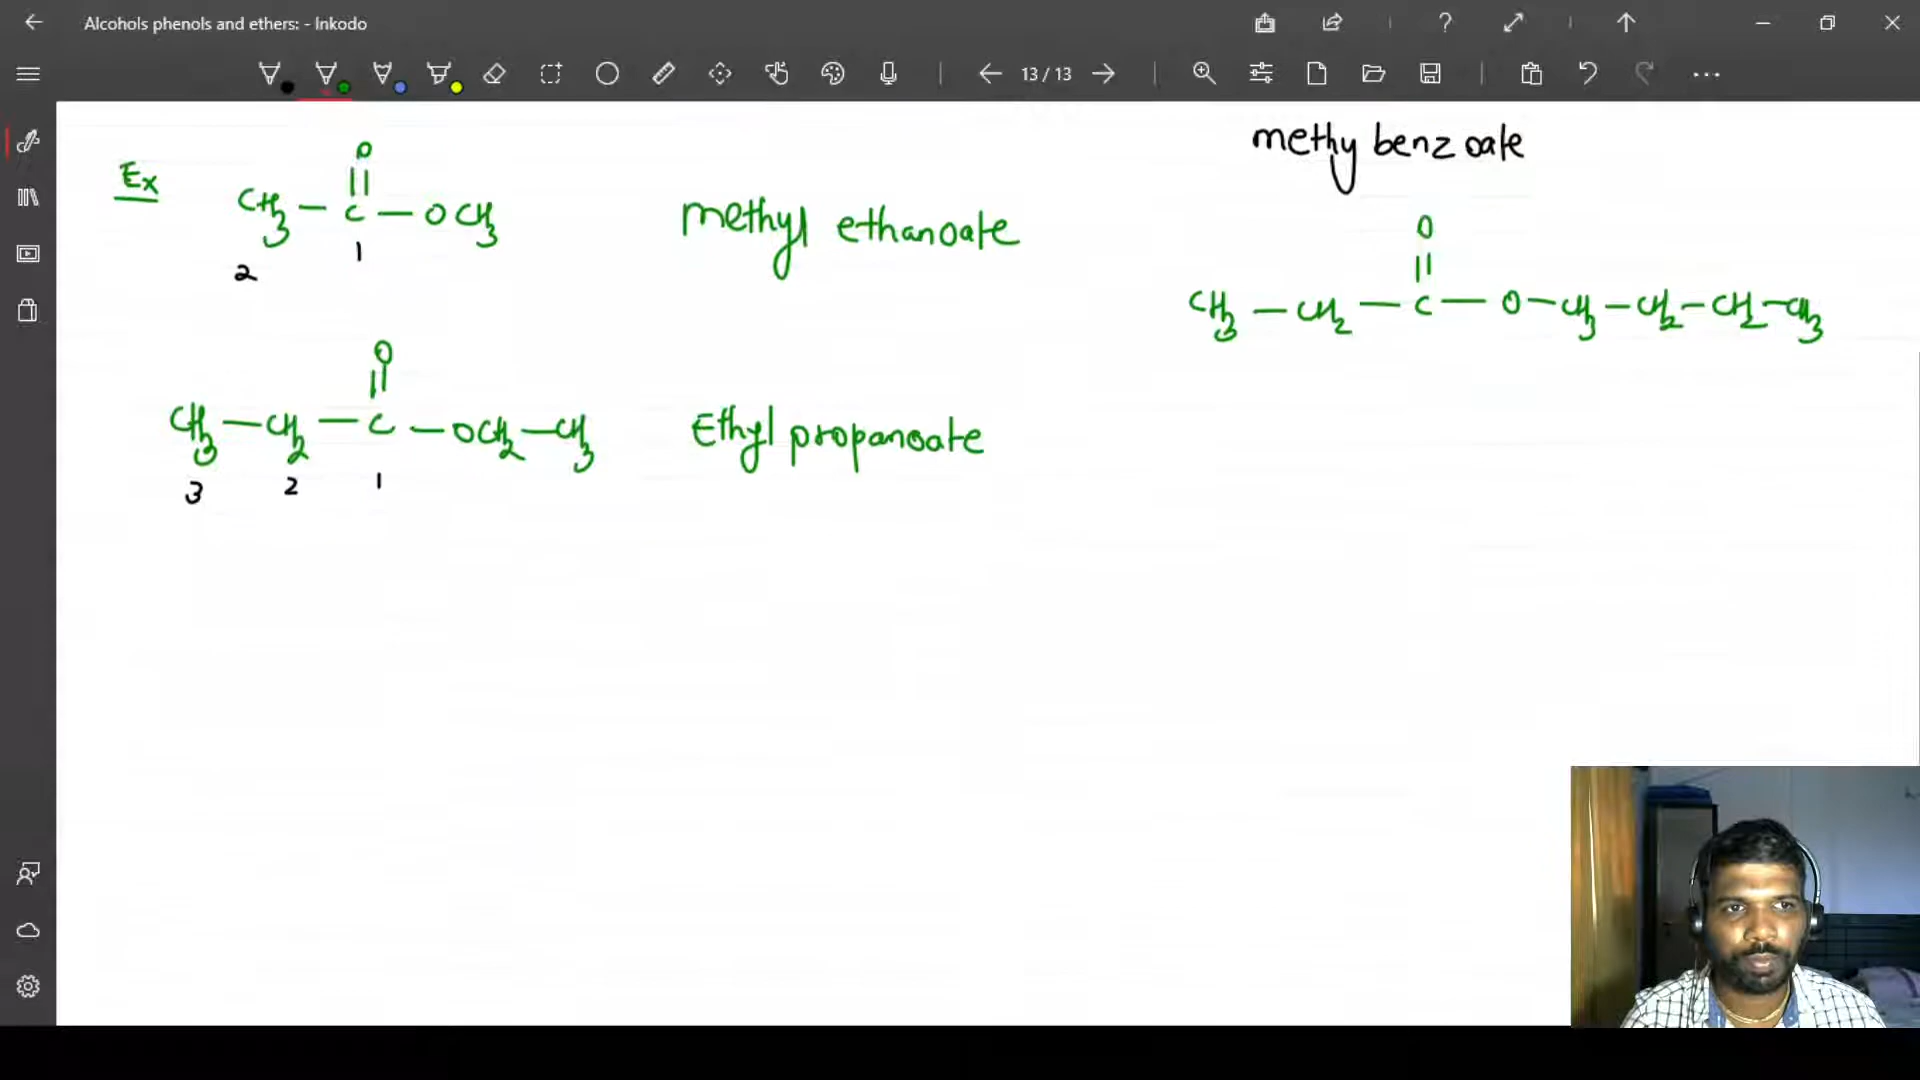 Alcohols phenols and ethers: - Inkodo
13 / 13
Ex
O
CH3 — C — OCH3
2 1
methyl ethanoate
O
CH3 — CH2 — C — OCH2 — CH3
3 2 1
Ethyl propanoate
methy benzoate
O
CH3 — CH2 — C — O — CH3 — CH2 — CH2 — CH3